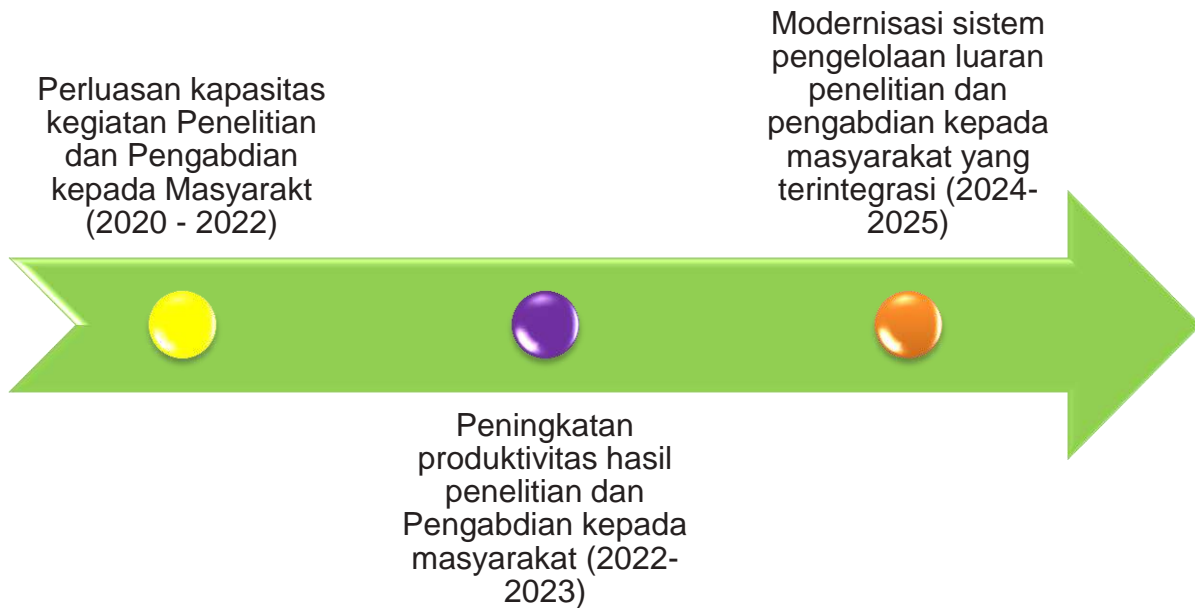 Perluasan kapasitas
kegiatan Penelitian
dan Pengabdian
kepada Masyarakt
(2020 - 2022)
Peningkatan
produktivitas hasil
penelitian dan
Pengabdian kepada
masyarakat (2022-
2023)
Modernisasi sistem
pengelolaan luaran
penelitian dan
pengabdian kepada
masyarakat yang
terintegrasi (2024-
2025)